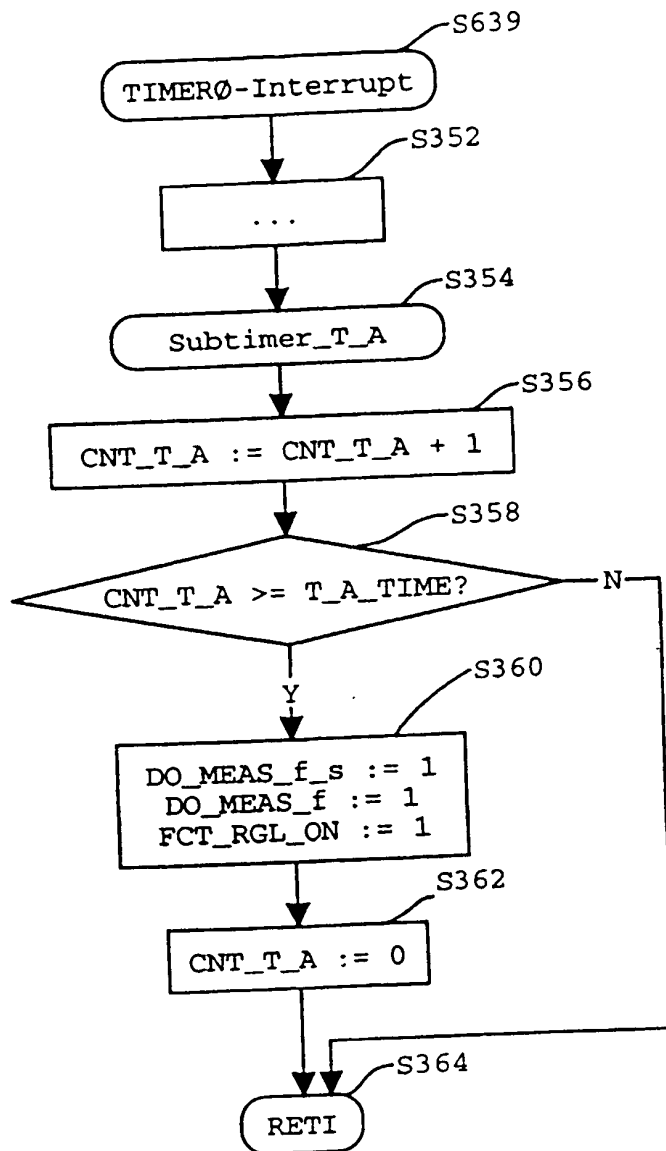 S639
TIMERØ-Interrupt
S352
...
S354
Subtimer_T_A
S356
CNT_T_A := CNT_T_A + 1
S358
CNT_T_A >= T_A_TIME?
N
Y
S360
DO_MEAS_f_s := 1
DO_MEAS_f := 1
FCT_RGL_ON := 1
S362
CNT_T_A := 0
S364
RETI